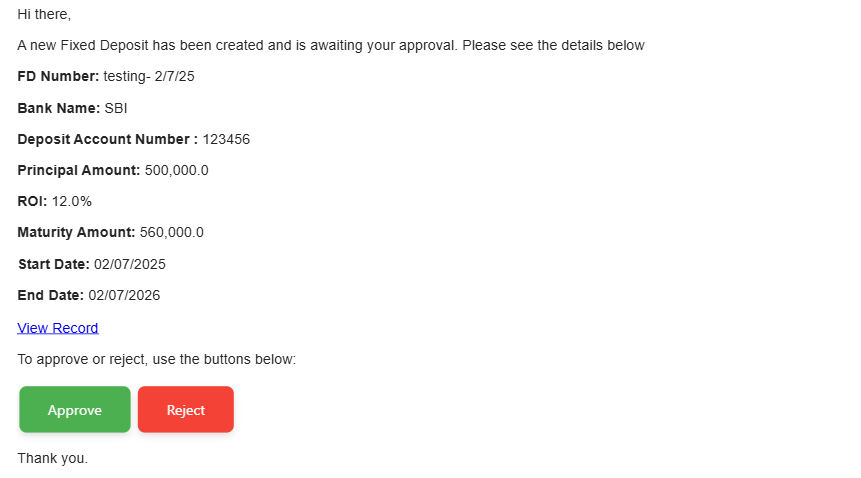 Hi there,
A new Fixed Deposit has been created and is awaiting your approval. Please see the details below
FD Number: testing- 2/7/25
Bank Name: SBI
Deposit Account Number : 123456
Principal Amount: 500,000.0
ROI: 12.0%
Maturity Amount: 560,000.0
Start Date: 02/07/2025
End Date: 02/07/2026
View Record
To approve or reject, use the buttons below:
Approve Reject
Thank you.